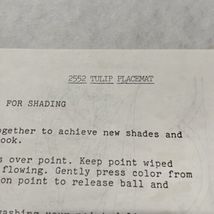 2552 TULIP PLACEMAT
FOR SHADING
together to achieve new shades and
ook.
s over point. Keep point wiped
flowing. Gently press color from
on point to release ball and